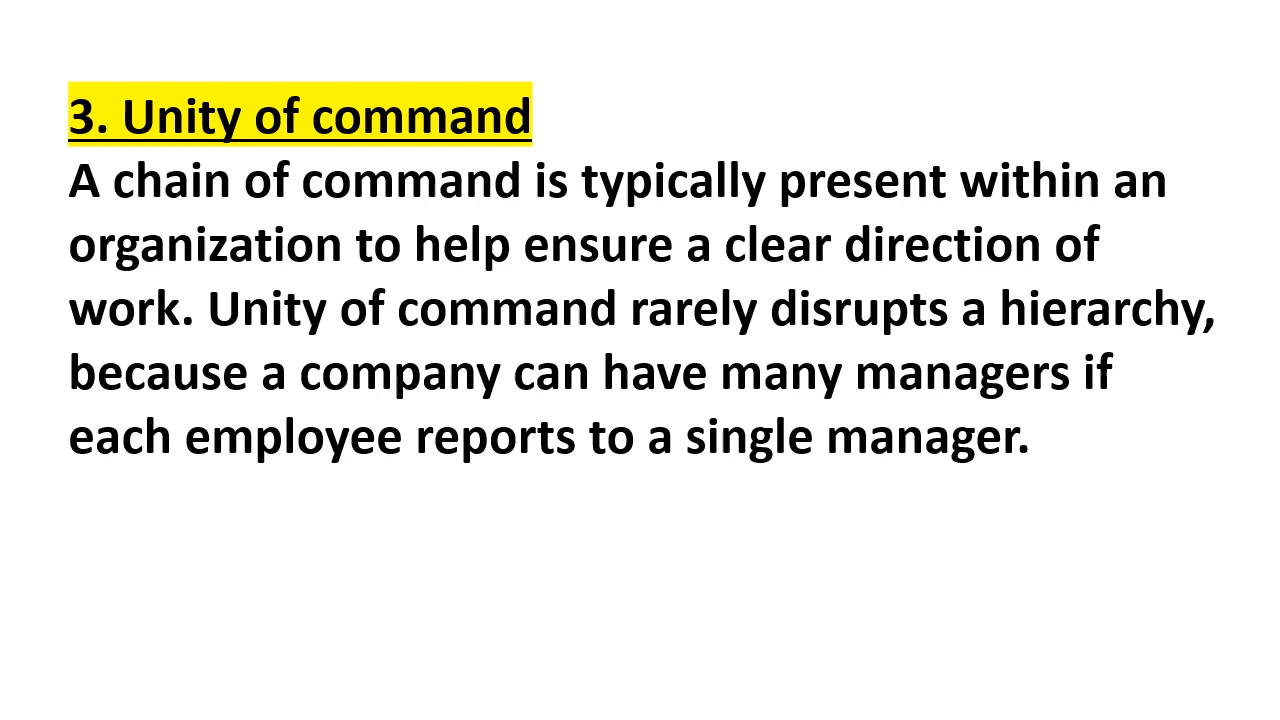 3. Unity of command
A chain of command is typically present within an
organization to help ensure a clear direction of
work. Unity of command rarely disrupts a hierarchy,
because a company can have many managers if
each employee reports to a single manager.